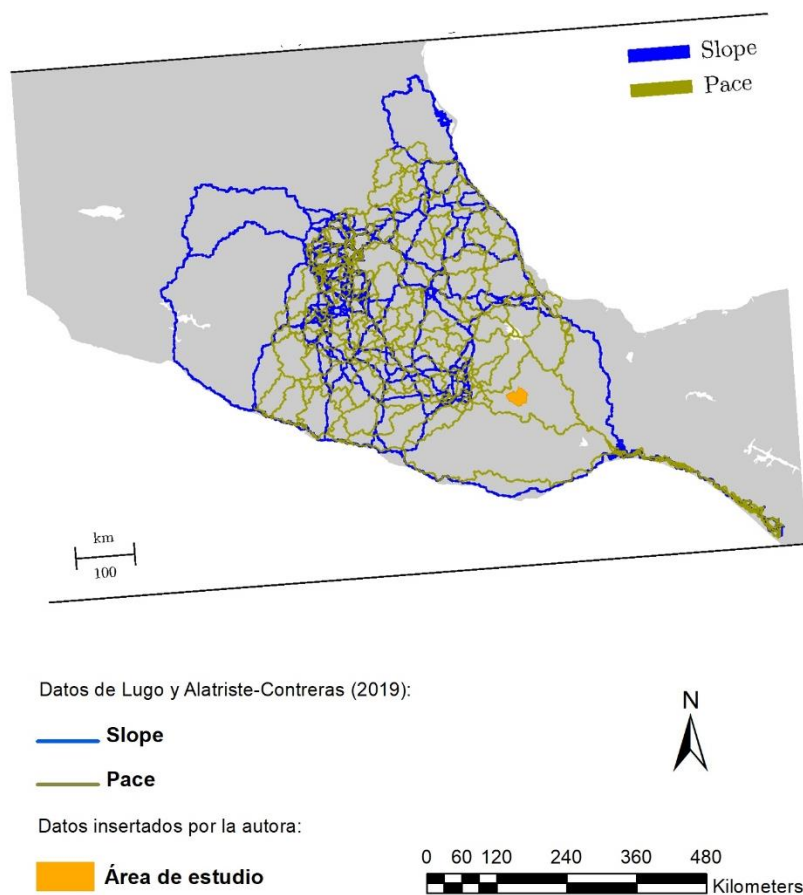 Slope
Pace
km
100
Datos de Lugo y Alatriste-Contreras (2019):
Slope
Pace
Datos insertados por la autora:
Área de estudio
N
0 60 120 240 360 480
Kilometers